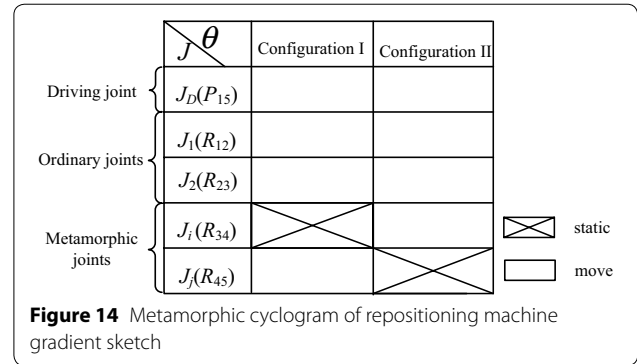 J θ Configuration I Configuration II
Driving joint J_D(P_15)
Ordinary joints J_1(R_12)
J_2(R_23)
Metamorphic joints J_i(R_34) static
J_j(R_45) move
Figure 14 Metamorphic cyclogram of repositioning machine
gradient sketch